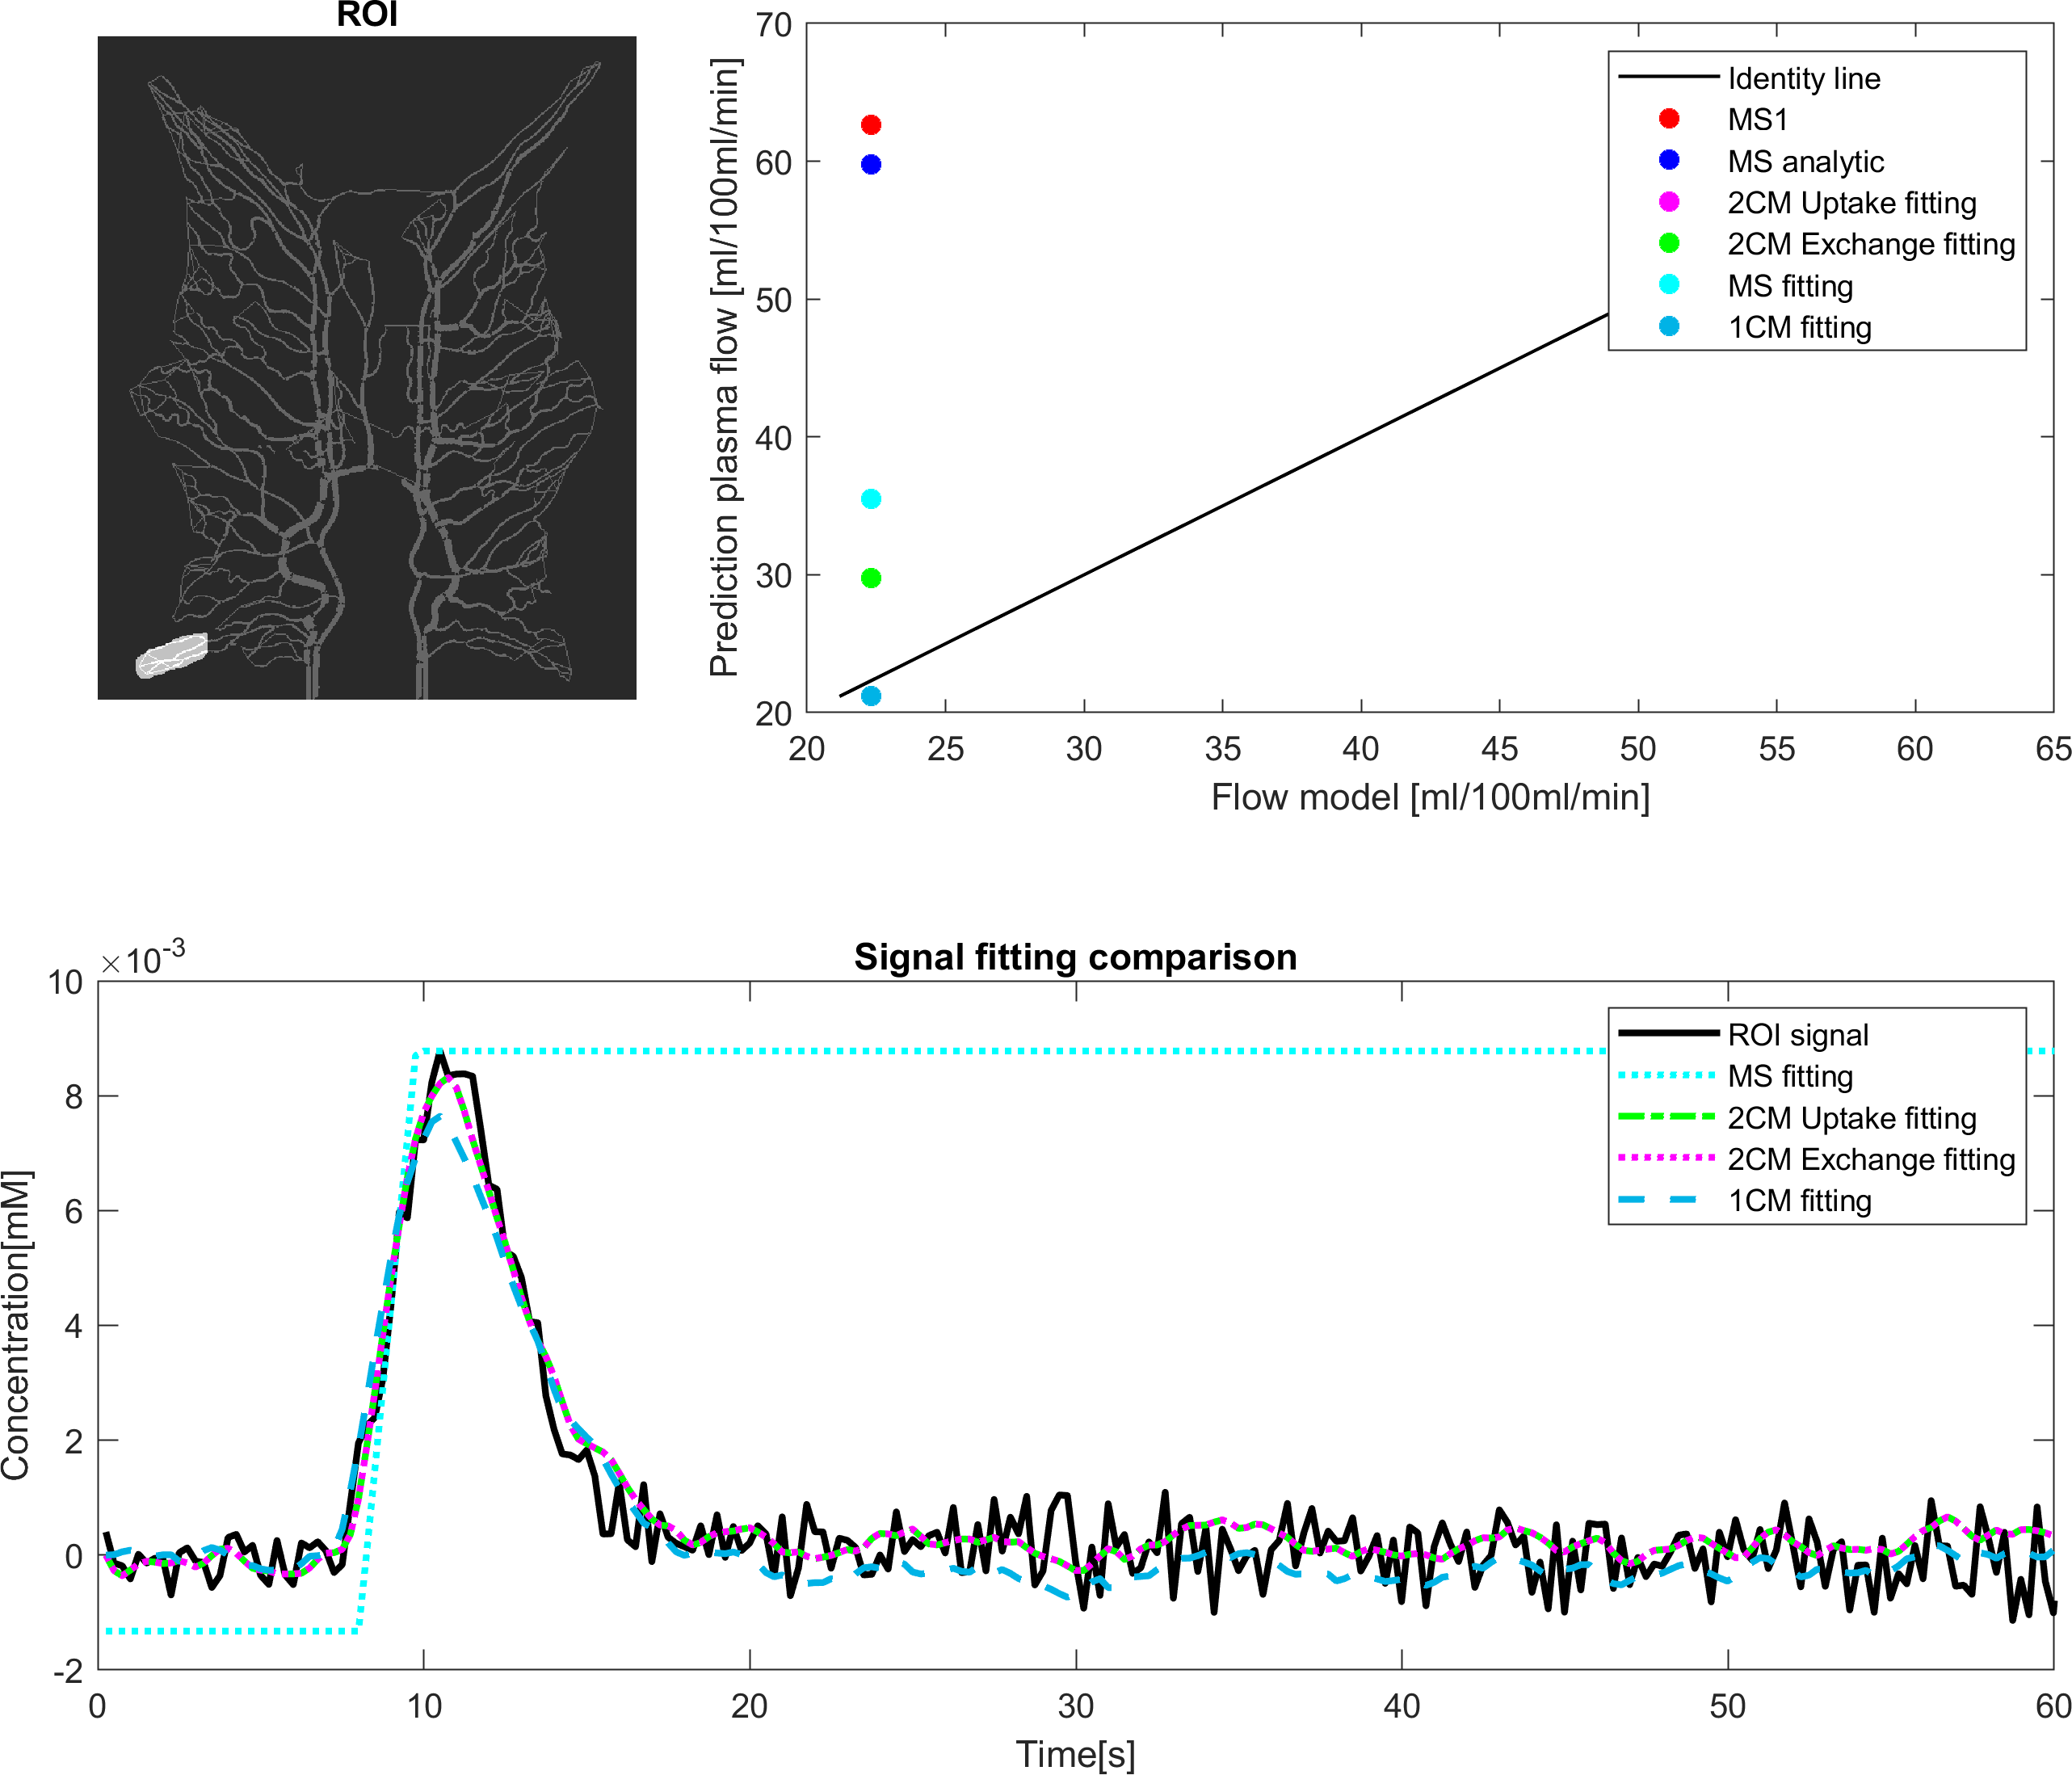 ROI
Prediction plasma flow [ml/100ml/min]
70
60
50
40
30
20
20 25 30 35 40 45 50 55 60 65
Flow model [ml/100ml/min]
Identity line
MS1
MS analytic
2CM Uptake fitting
2CM Exchange fitting
MS fitting
1CM fitting
Signal fitting comparison
×10-3
Concentration[mM]
10
8
6
4
2
0
-2
0 10 20 30 40 50 60
Time[s]
ROI signal
MS fitting
2CM Uptake fitting
2CM Exchange fitting
1CM fitting